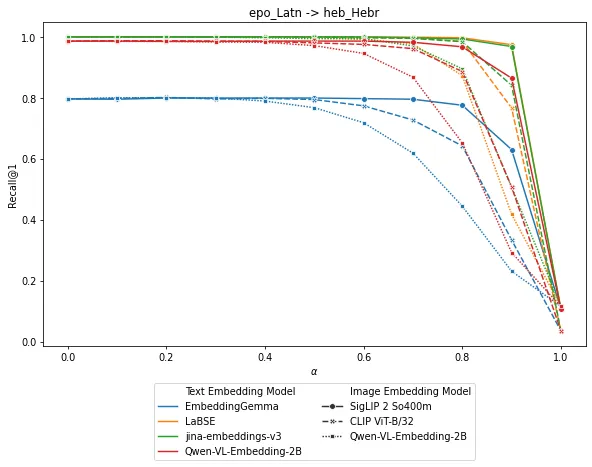 epo_Latn -> heb_Hebr
1.0
0.8
0.6
0.4
0.2
0.0
Recall@1
0.0 0.2 0.4 0.6 0.8 1.0
α
Text Embedding Model Image Embedding Model
EmbeddingGemma SigLIP 2 So400m
LaBSE CLIP ViT-B/32
jina-embeddings-v3 Qwen-VL-Embedding-2B
Qwen-VL-Embedding-2B